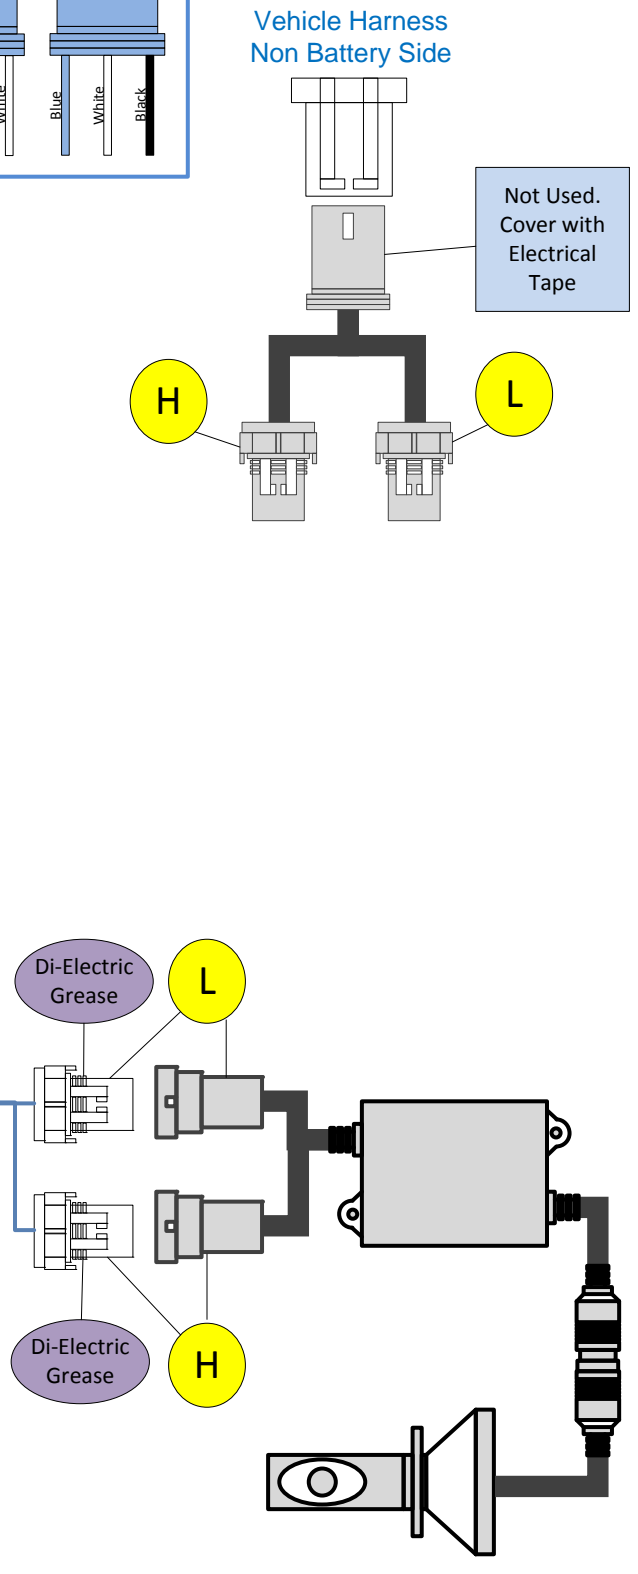 Vehicle Harness
Non Battery Side
White
Blue
White
Black
Not Used.
Cover with
Electrical
Tape
H
L
Di-Electric
Grease
L
Di-Electric
Grease
H